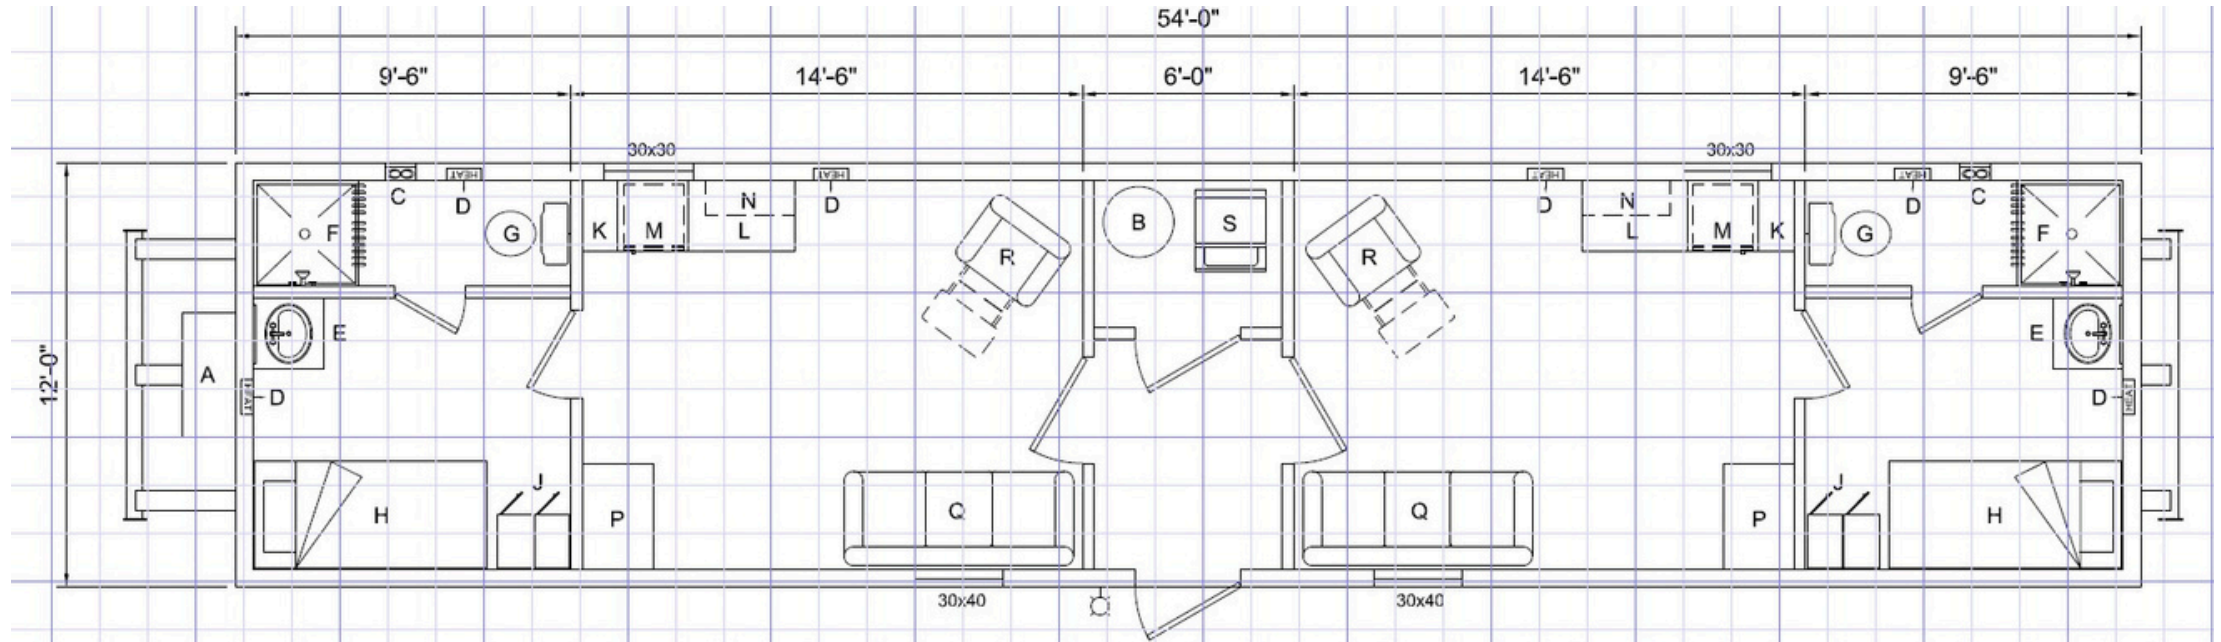 54'-0"
9'-6" 14'-6" 6'-0" 14'-6" 9'-6"
30x30 30x30
HEAT HEAT HEAT HEAT
C D N D D N D C
F G K M L R B S R L M K G F
E E
12'-0" A HEAT D D HEAT
J J
H P Q Q P H
30x40 30x40